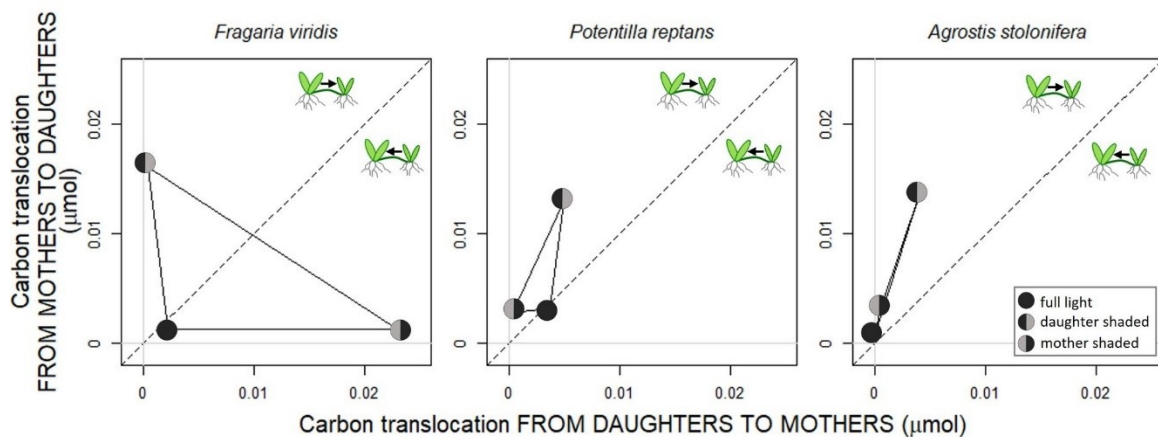 Fragaria viridis
Potentilla reptans
Agrostis stolonifera
Carbon translocation
FROM MOTHERS TO DAUGHTERS
(µmol)
0.02
0.01
0
0
0.01
0.02
0.02
0.01
0
0
0.01
0.02
0.02
0.01
0
0
0.01
0.02
full light
daughter shaded
mother shaded
Carbon translocation FROM DAUGHTERS TO MOTHERS (µmol)